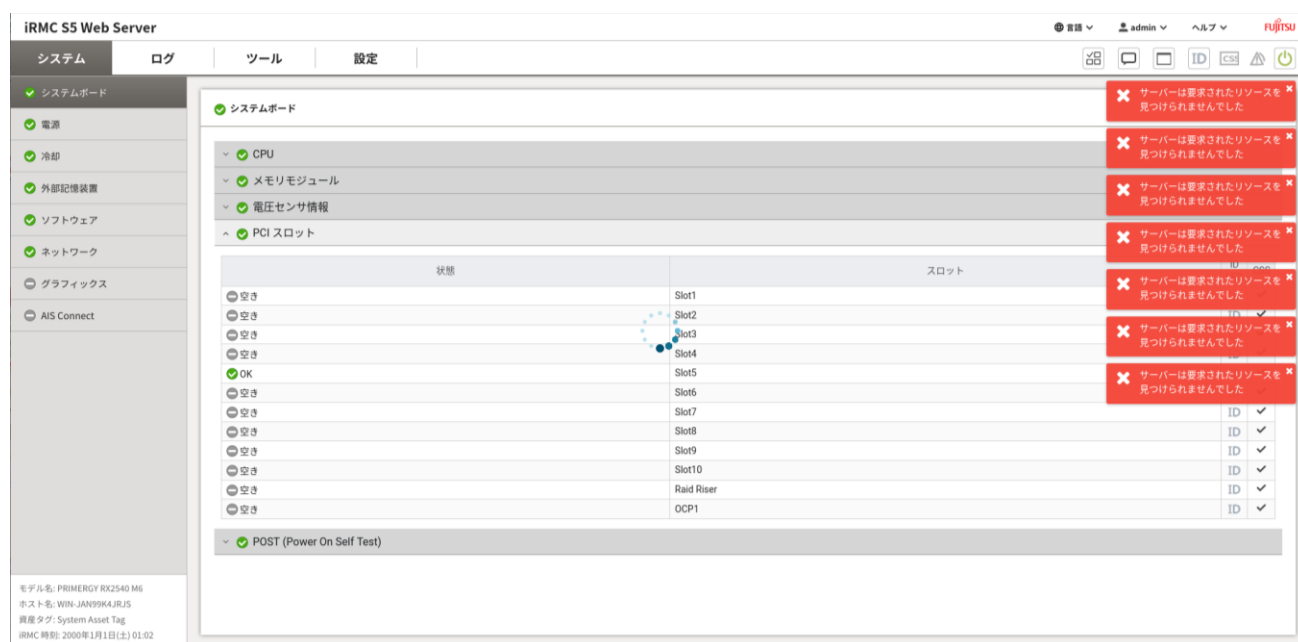 iRMC S5 Web Server
言語 admin ヘルプ FUJITSU
システム ログ ツール 設定
ID CSS
システムボード
電源
冷却
外部記憶装置
ソフトウェア
ネットワーク
グラフィックス
AIS Connect
システムボード
CPU
メモリモジュール
電圧センサ情報
PCI スロット
状態 スロット ID CSS
空き Slot1
空き Slot2 ID
空き Slot3
空き Slot4
OK Slot5
空き Slot6
空き Slot7 ID
空き Slot8 ID
空き Slot9 ID
空き Slot10 ID
空き Raid Riser ID
空き OCP1 ID
POST (Power On Self Test)
サーバーは要求されたリソースを
見つけられませんでした
サーバーは要求されたリソースを
見つけられませんでした
サーバーは要求されたリソースを
見つけられませんでした
サーバーは要求されたリソースを
見つけられませんでした
サーバーは要求されたリソースを
見つけられませんでした
サーバーは要求されたリソースを
見つけられませんでした
サーバーは要求されたリソースを
見つけられませんでした
モデル名: PRIMERGY RX2540 M6
ホスト名: WIN-JAN99K4JRJS
資産タグ: System Asset Tag
iRMC 時刻: 2000年1月1日(土) 01:02